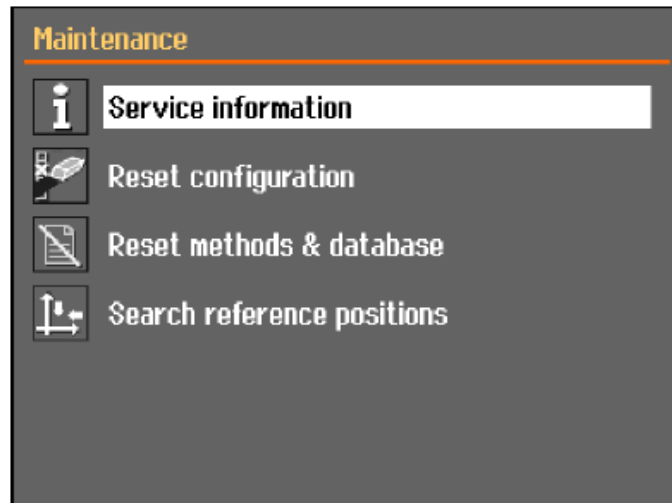 Maintenance
Service information
Reset configuration
Reset methods & database
Search reference positions